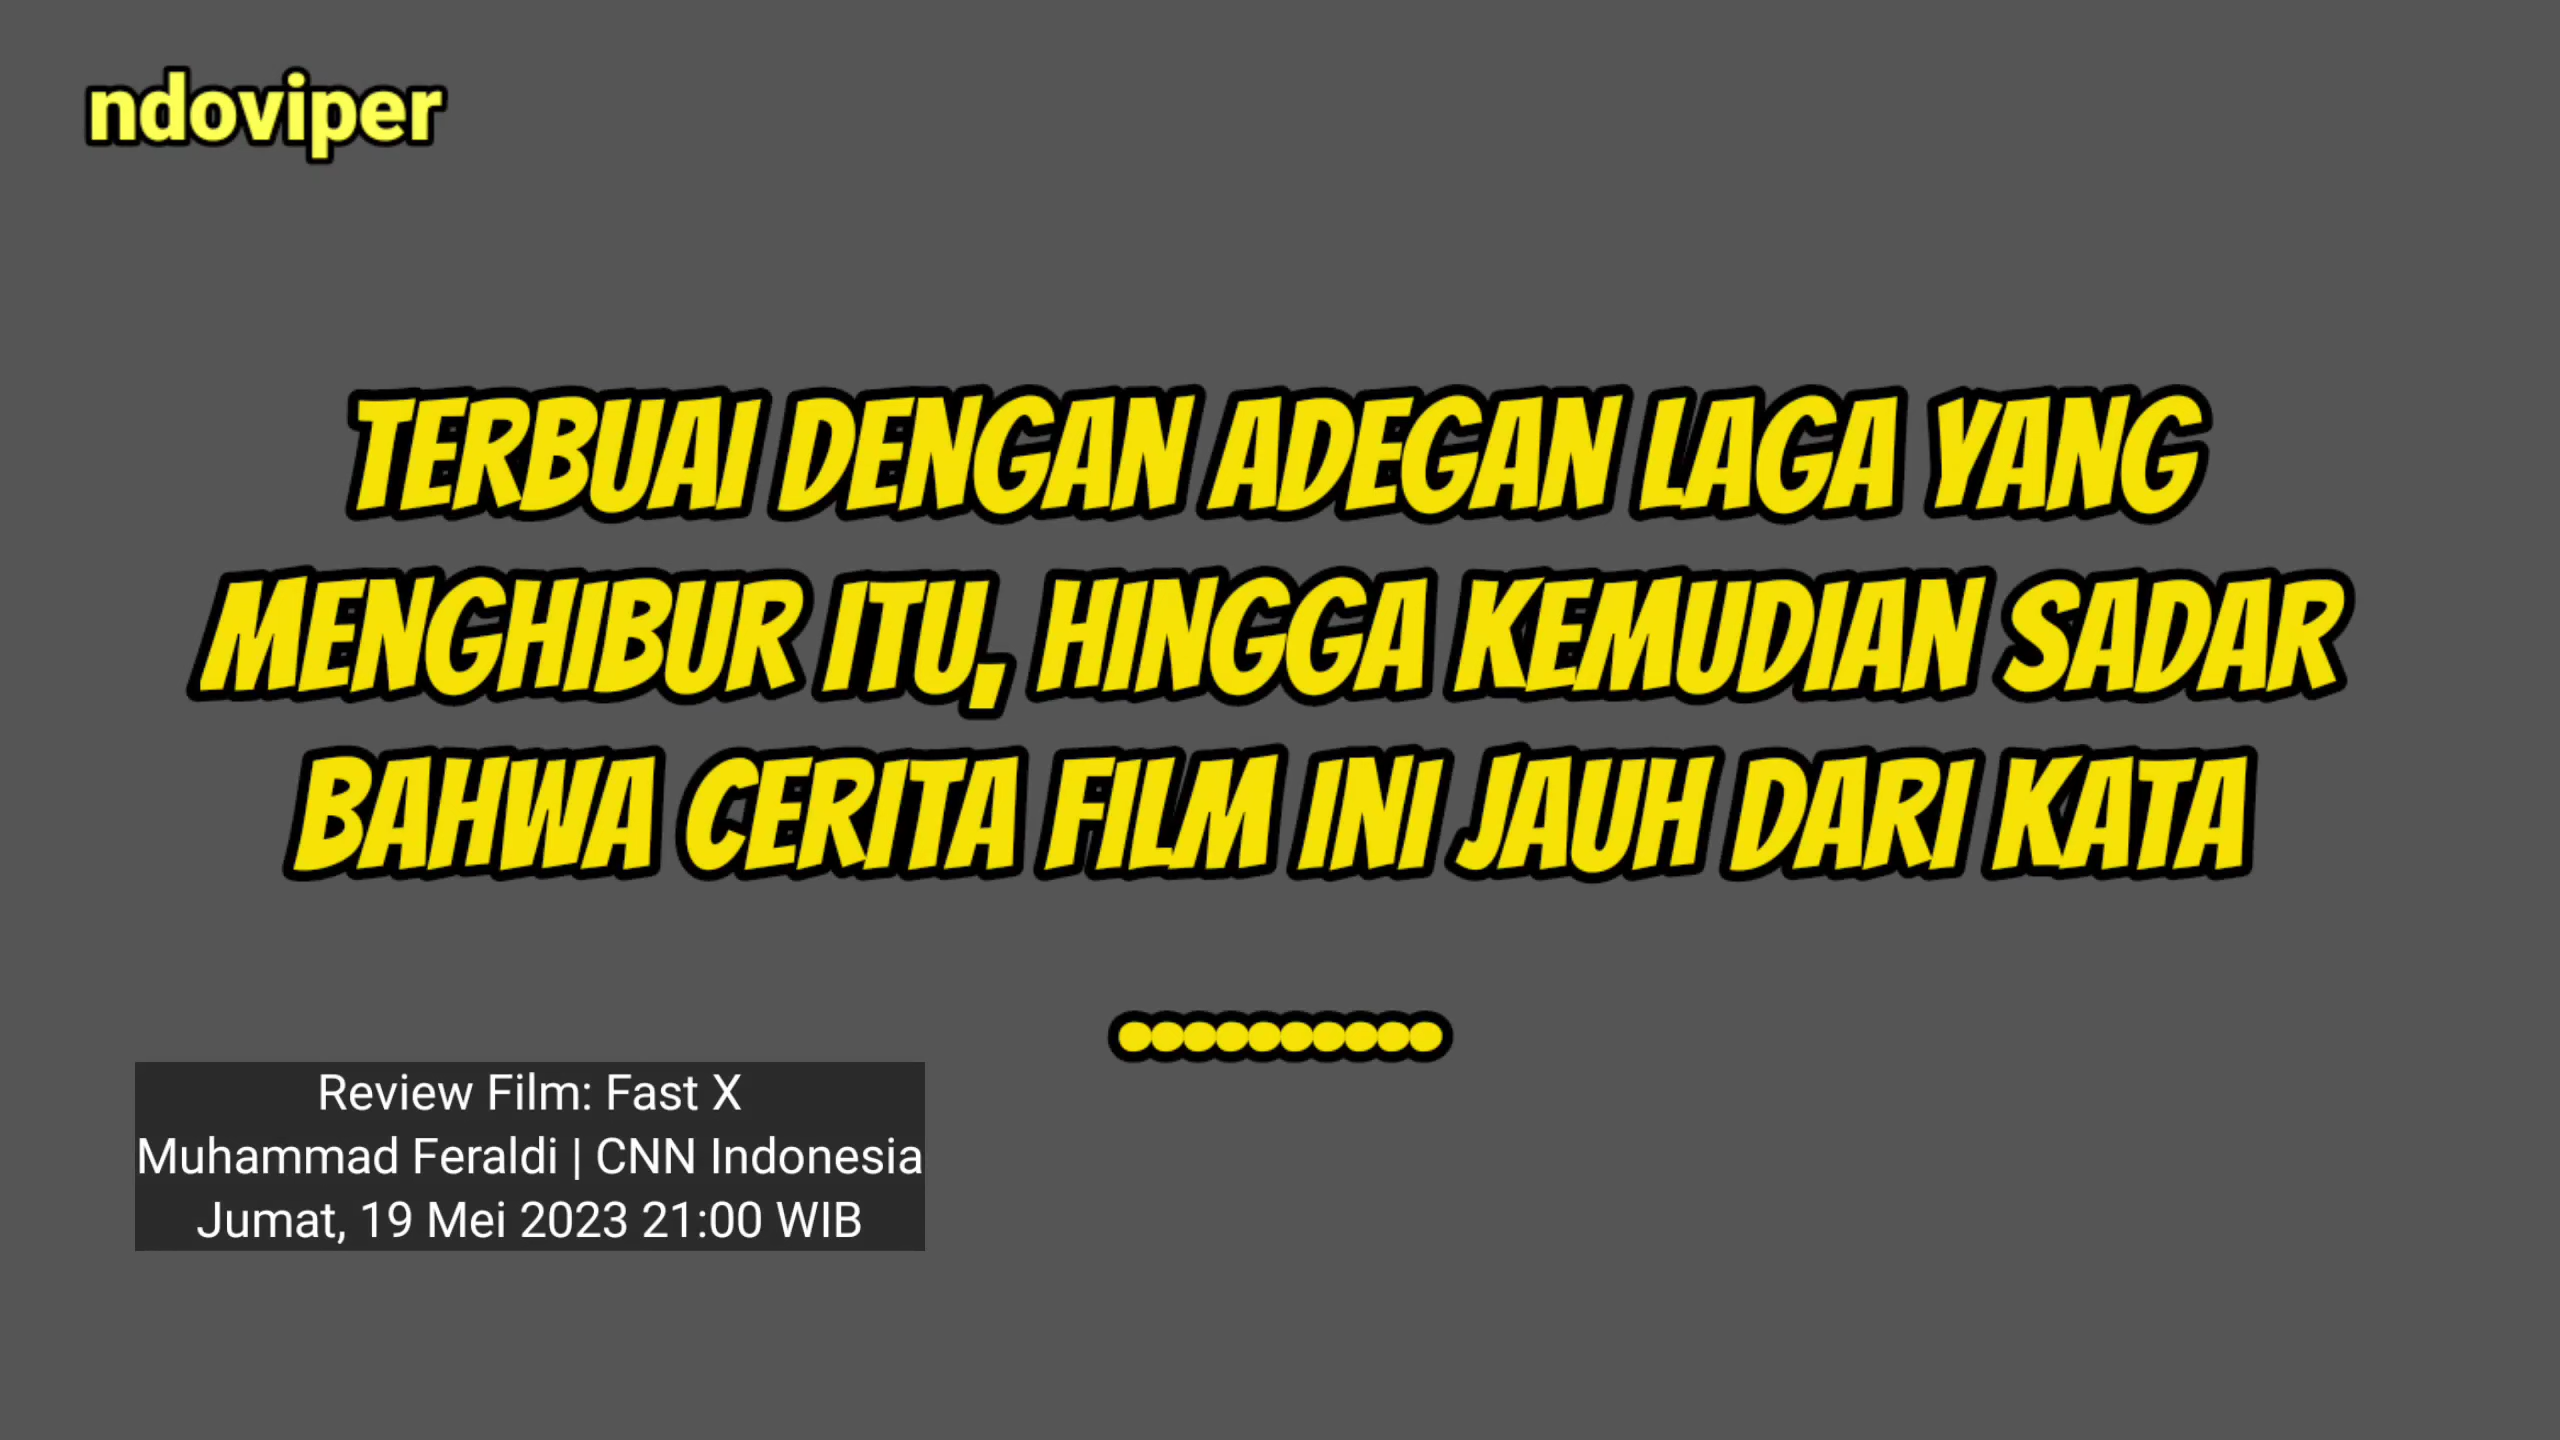 ndoviper
TERBUAI DENGAN ADEGAN LAGA YANG
MENGHIBUR ITU, HINGGA KEMUDIAN SADAR
BAHWA CERITA FILM INI JAUH DARI KATA
..........
Review Film: Fast X
Muhammad Feraldi | CNN Indonesia
Jumat, 19 Mei 2023 21:00 WIB